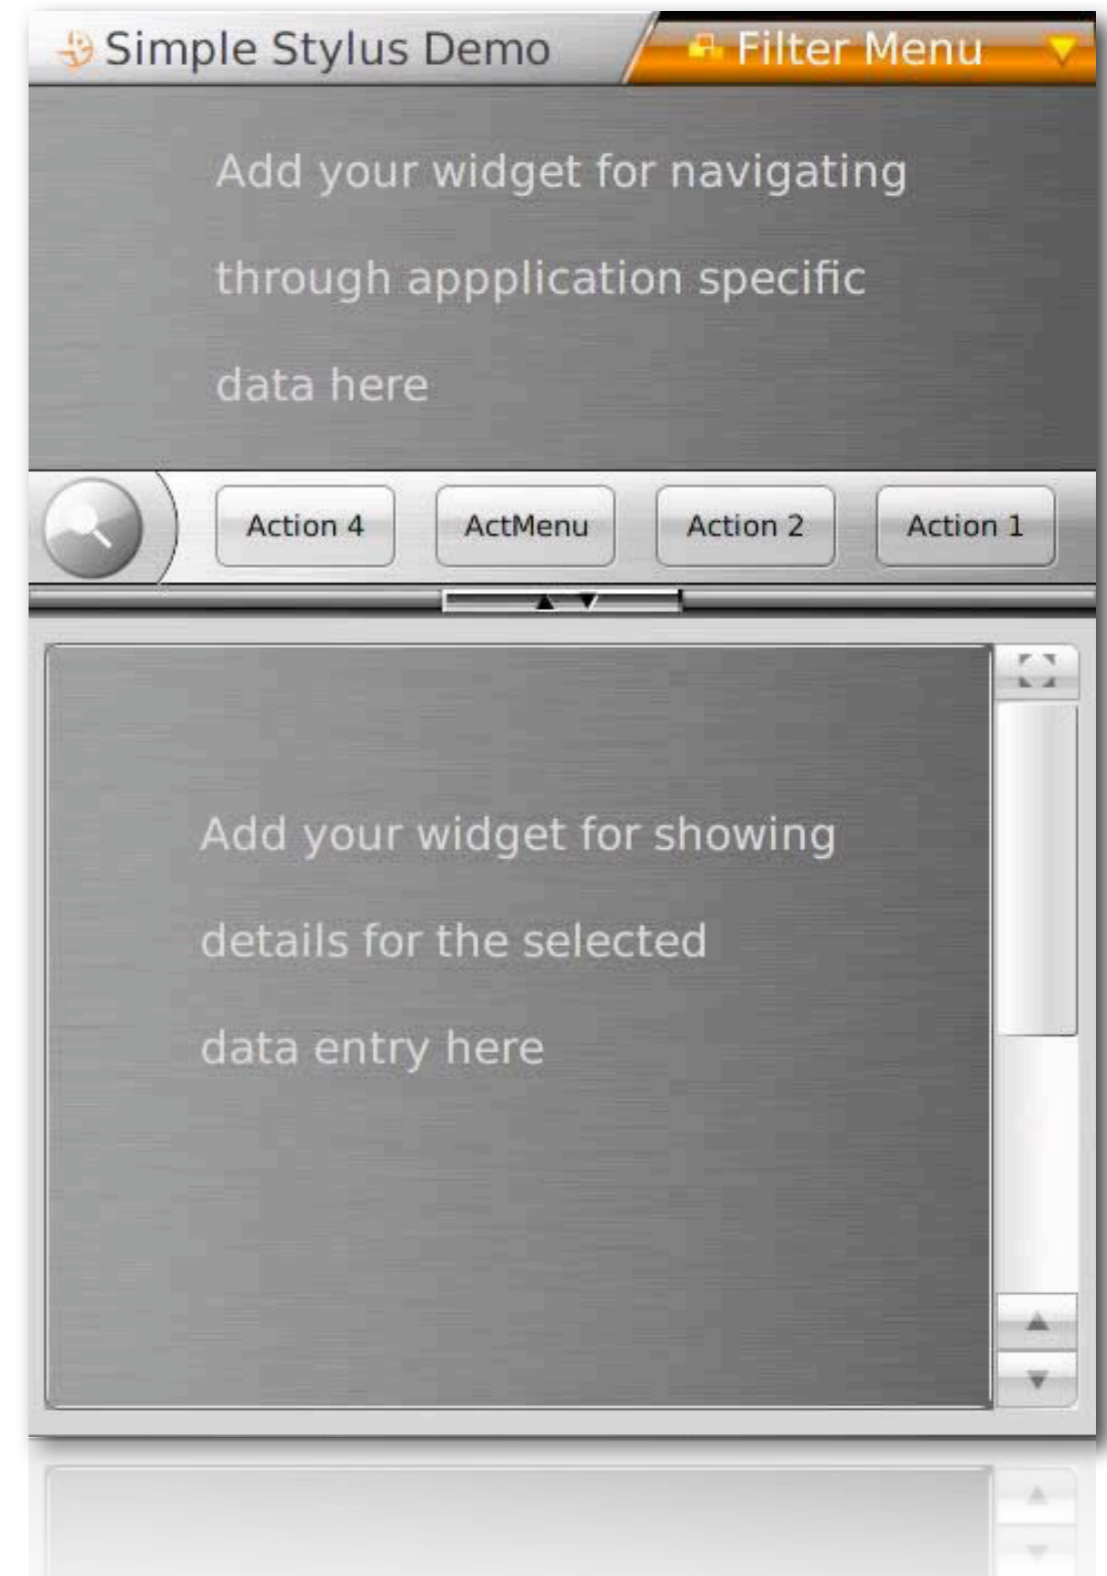 Simple Stylus Demo
Filter Menu
Add your widget for navigating
through appplication specific
data here
Action 4
ActMenu
Action 2
Action 1
Add your widget for showing
details for the selected
data entry here